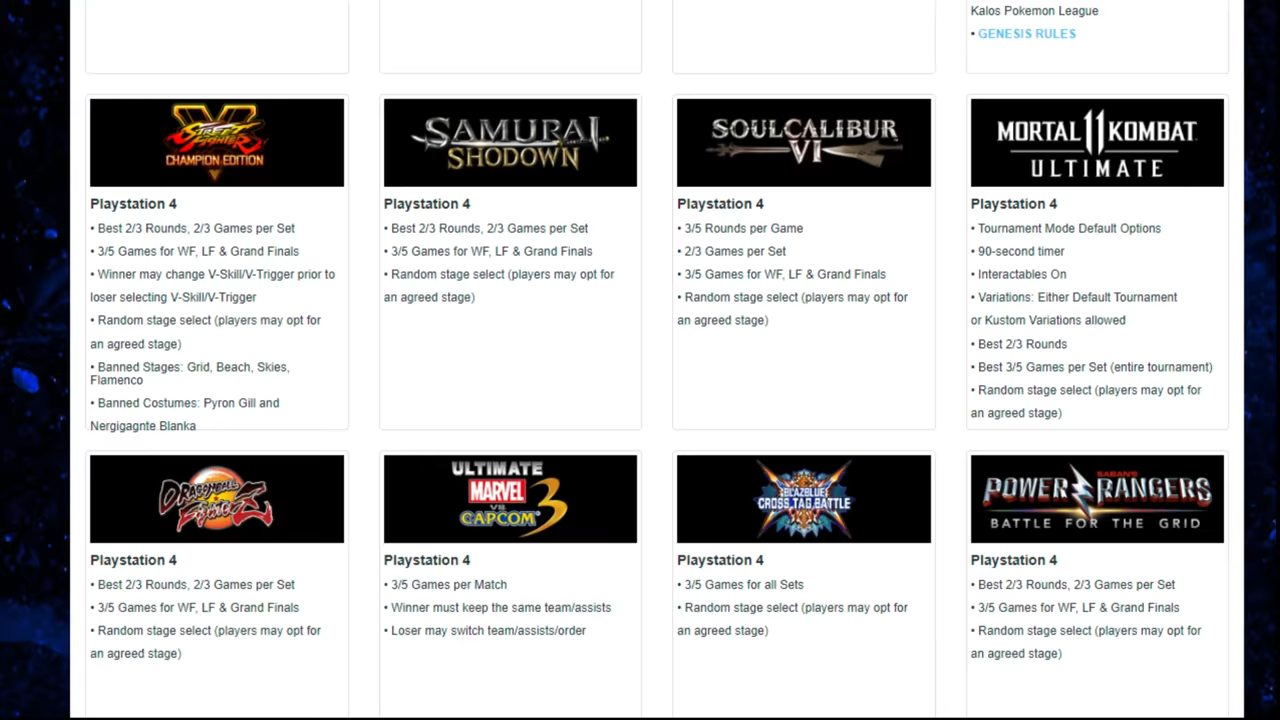 Kalos Pokemon League
• GENESIS RULES
STREET FIGHTER V
CHAMPION EDITION
Playstation 4
• Best 2/3 Rounds, 2/3 Games per Set
• 3/5 Games for WF, LF & Grand Finals
• Winner may change V-Skill/V-Trigger prior to
loser selecting V-Skill/V-Trigger
• Random stage select (players may opt for
an agreed stage)
• Banned Stages: Grid, Beach, Skies,
Flamenco
• Banned Costumes: Pyron Gill and
Nergigagnte Blanka
SAMURAI
SHODOWN
Playstation 4
• Best 2/3 Rounds, 2/3 Games per Set
• 3/5 Games for WF, LF & Grand Finals
• Random stage select (players may opt for
an agreed stage)
SOULCALIBUR
VI
Playstation 4
• 3/5 Rounds per Game
• 2/3 Games per Set
• 3/5 Games for WF, LF & Grand Finals
• Random stage select (players may opt for
an agreed stage)
MORTAL 11 KOMBAT
ULTIMATE
Playstation 4
• Tournament Mode Default Options
• 90-second timer
• Interactables On
• Variations: Either Default Tournament
or Kustom Variations allowed
• Best 2/3 Rounds
• Best 3/5 Games per Set (entire tournament)
• Random stage select (players may opt for
an agreed stage)
DRAGONBALL
FIGHTERZ
Playstation 4
• Best 2/3 Rounds, 2/3 Games per Set
• 3/5 Games for WF, LF & Grand Finals
• Random stage select (players may opt for
an agreed stage)
ULTIMATE
MARVEL
VS.
CAPCOM 3
Playstation 4
• 3/5 Games per Match
• Winner must keep the same team/assists
• Loser may switch team/assists/order
BLAZBLUE
CROSS TAG BATTLE
Playstation 4
• 3/5 Games for all Sets
• Random stage select (players may opt for
an agreed stage)
SABAN'S
POWER RANGERS
BATTLE FOR THE GRID
Playstation 4
• Best 2/3 Rounds, 2/3 Games per Set
• 3/5 Games for WF, LF & Grand Finals
• Random stage select (players may opt for
an agreed stage)